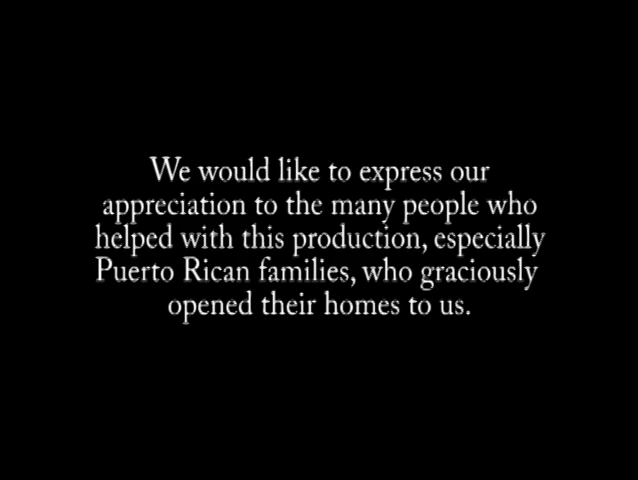 We would like to express our
appreciation to the many people who
helped with this production, especially
Puerto Rican families, who graciously
opened their homes to us.